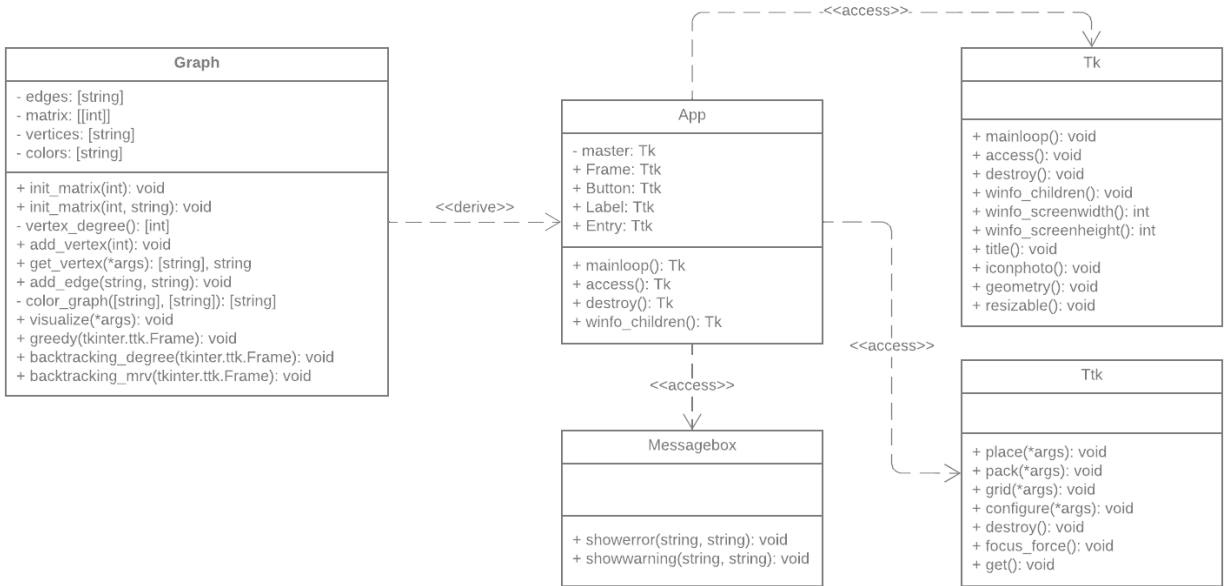 <<access>>
Graph
- edges: [string]
- matrix: [[int]]
- vertices: [string]
- colors: [string]
+ init_matrix(int): void
+ init_matrix(int, string): void
- vertex_degree(): [int]
+ add_vertex(int): void
+ get_vertex(*args): [string], string
+ add_edge(string, string): void
- color_graph([string], [string]): [string]
+ visualize(*args): void
+ greedy(tkinter.ttk.Frame): void
+ backtracking_degree(tkinter.ttk.Frame): void
+ backtracking_mrv(tkinter.ttk.Frame): void
<<derive>>
App
- master: Tk
+ Frame: Ttk
+ Button: Ttk
+ Label: Ttk
+ Entry: Ttk
+ mainloop(): Tk
+ access(): Tk
+ destroy(): Tk
+ winfo_children(): Tk
Tk
+ mainloop(): void
+ access(): void
+ destroy(): void
+ winfo_children(): void
+ winfo_screenwidth(): int
+ winfo_screenheight(): int
+ title(): void
+ iconphoto(): void
+ geometry(): void
+ resizable(): void
<<access>>
<<access>>
Messagebox
+ showerror(string, string): void
+ showwarning(string, string): void
Ttk
+ place(*args): void
+ pack(*args): void
+ grid(*args): void
+ configure(*args): void
+ destroy(): void
+ focus_force(): void
+ get(): void